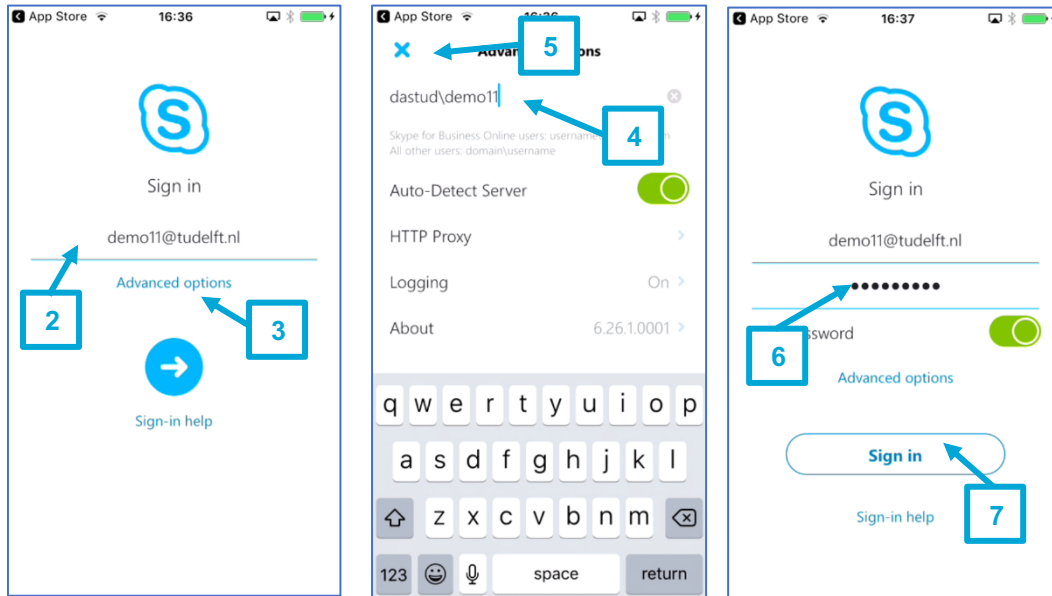 App Store 16:36
S
Sign in
demo11@tudelft.nl
Advanced options
2
3
Sign-in help
App Store
5
dastud\demo11
4
Skype for Business Online users:
All other users: domain\username
Auto-Detect Server
HTTP Proxy
Logging On
About 6.26.1.0001
q w e r t y u i o p
a s d f g h j k l
z x c v b n m
123 space return
App Store 16:37
S
Sign in
demo11@tudelft.nl
6
Advanced options
Sign in
7
Sign-in help